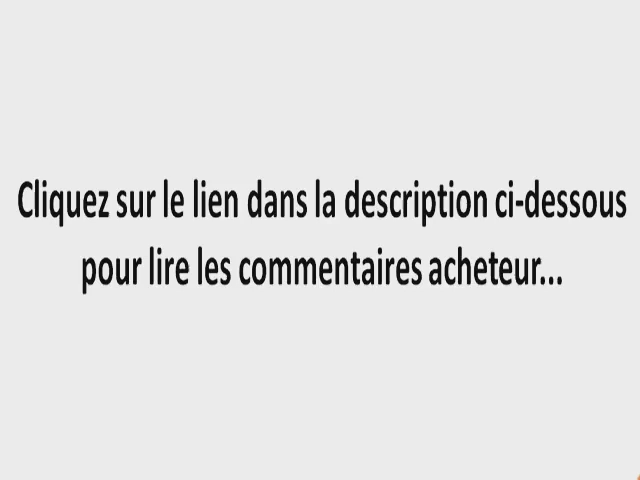 Cliquez sur le lien dans la description ci-dessous
pour lire les commentaires acheteur...